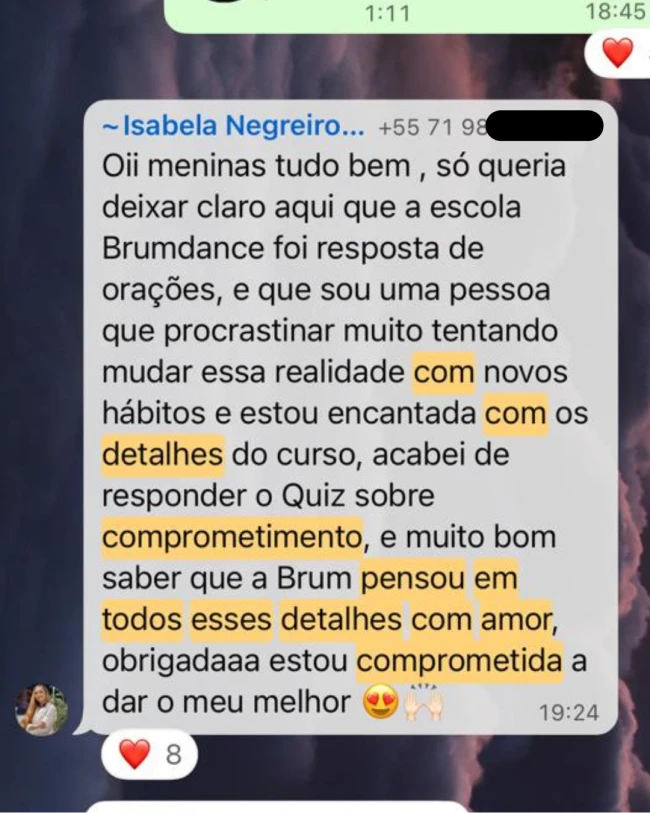 1:11 18:45
~Isabela Negreiro... +55 71 98
Oii meninas tudo bem , só queria
deixar claro aqui que a escola
Brumdance foi resposta de
orações, e que sou uma pessoa
que procrastinar muito tentando
mudar essa realidade com novos
hábitos e estou encantada com os
detalhes do curso, acabei de
responder o Quiz sobre
comprometimento, e muito bom
saber que a Brum pensou em
todos esses detalhes com amor,
obrigadaaa estou comprometida a
dar o meu melhor 😍🙌🏻
19:24
❤️ 8